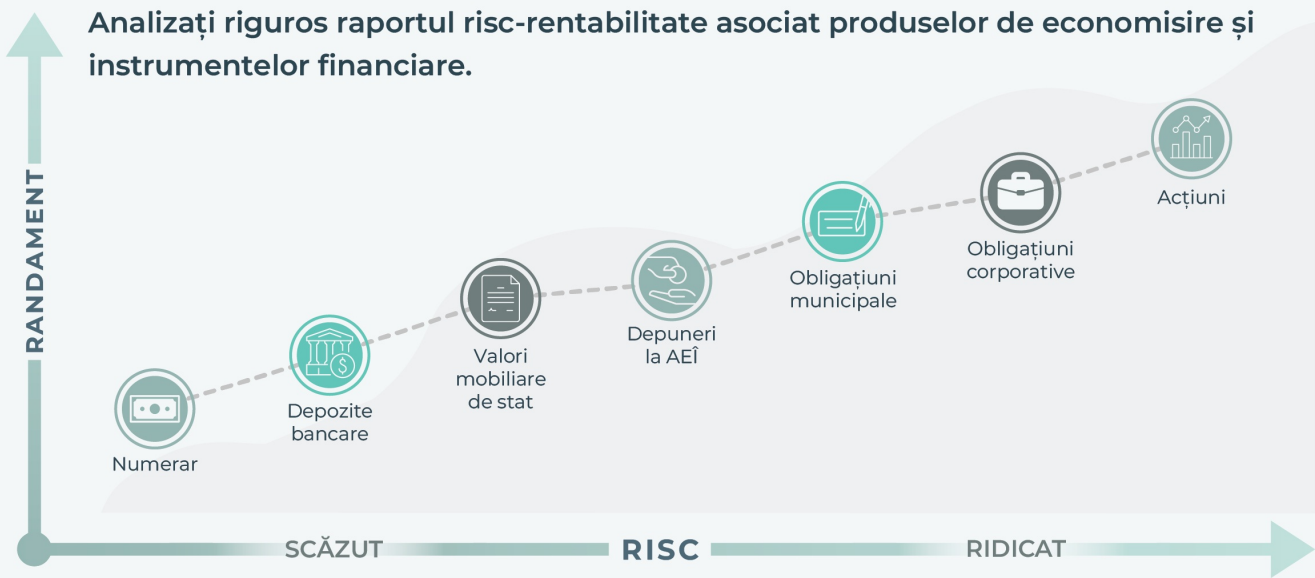 Analizați riguros raportul risc-rentabilitate asociat produselor de economisire și
instrumentelor financiare.
RANDAMENT
Numerar
Depozite
bancare
$
Valori
mobiliare
de stat
Depuneri
la AEÎ
Obligațiuni
municipale
Obligațiuni
corporative
Acțiuni
SCĂZUT
RISC
RIDICAT